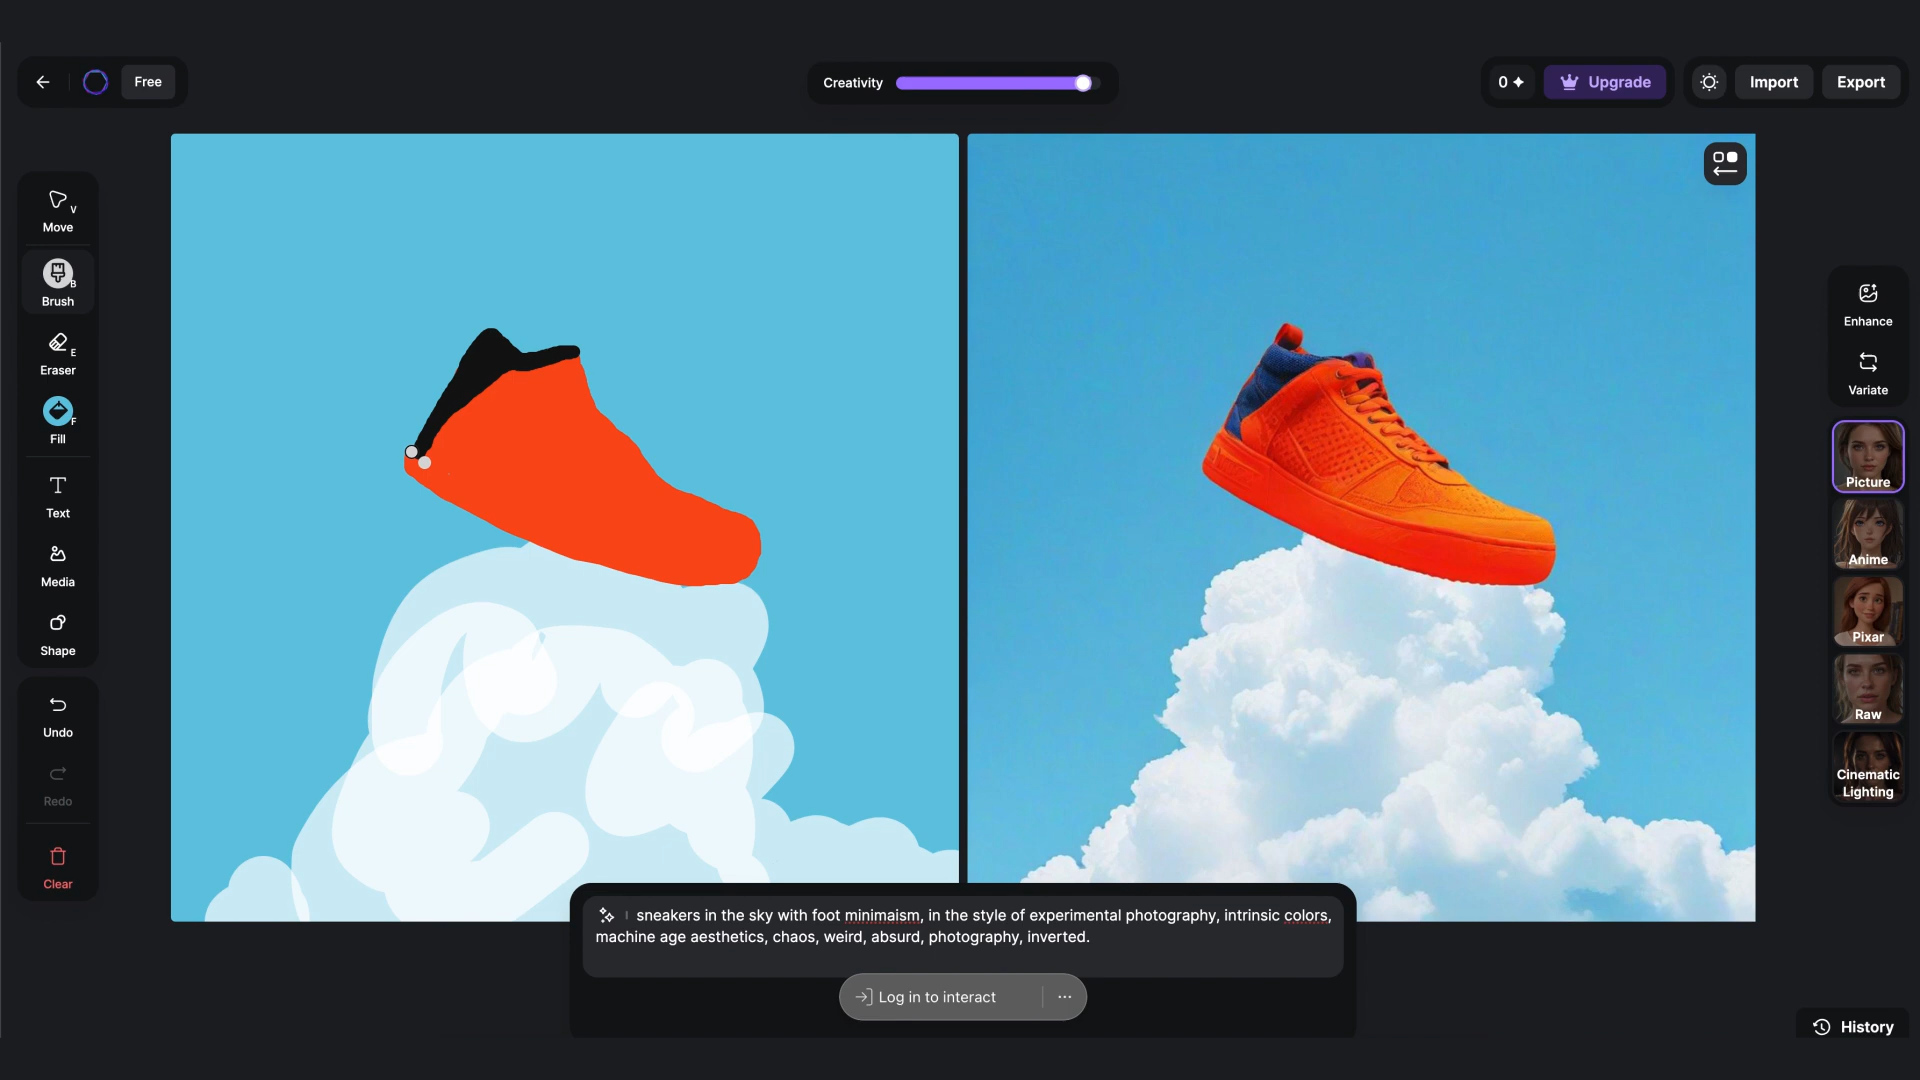 Free
Creativity
0
Upgrade
Import
Export
Move
V
Brush
B
Eraser
E
Fill
F
Text
Media
Shape
Undo
Redo
Clear
Enhance
Variate
Picture
Anime
Pixar
Raw
Cinematic
Lighting
sneakers in the sky with foot minimaism, in the style of experimental photography, intrinsic colors,
machine age aesthetics, chaos, weird, absurd, photography, inverted.
Log in to interact
History